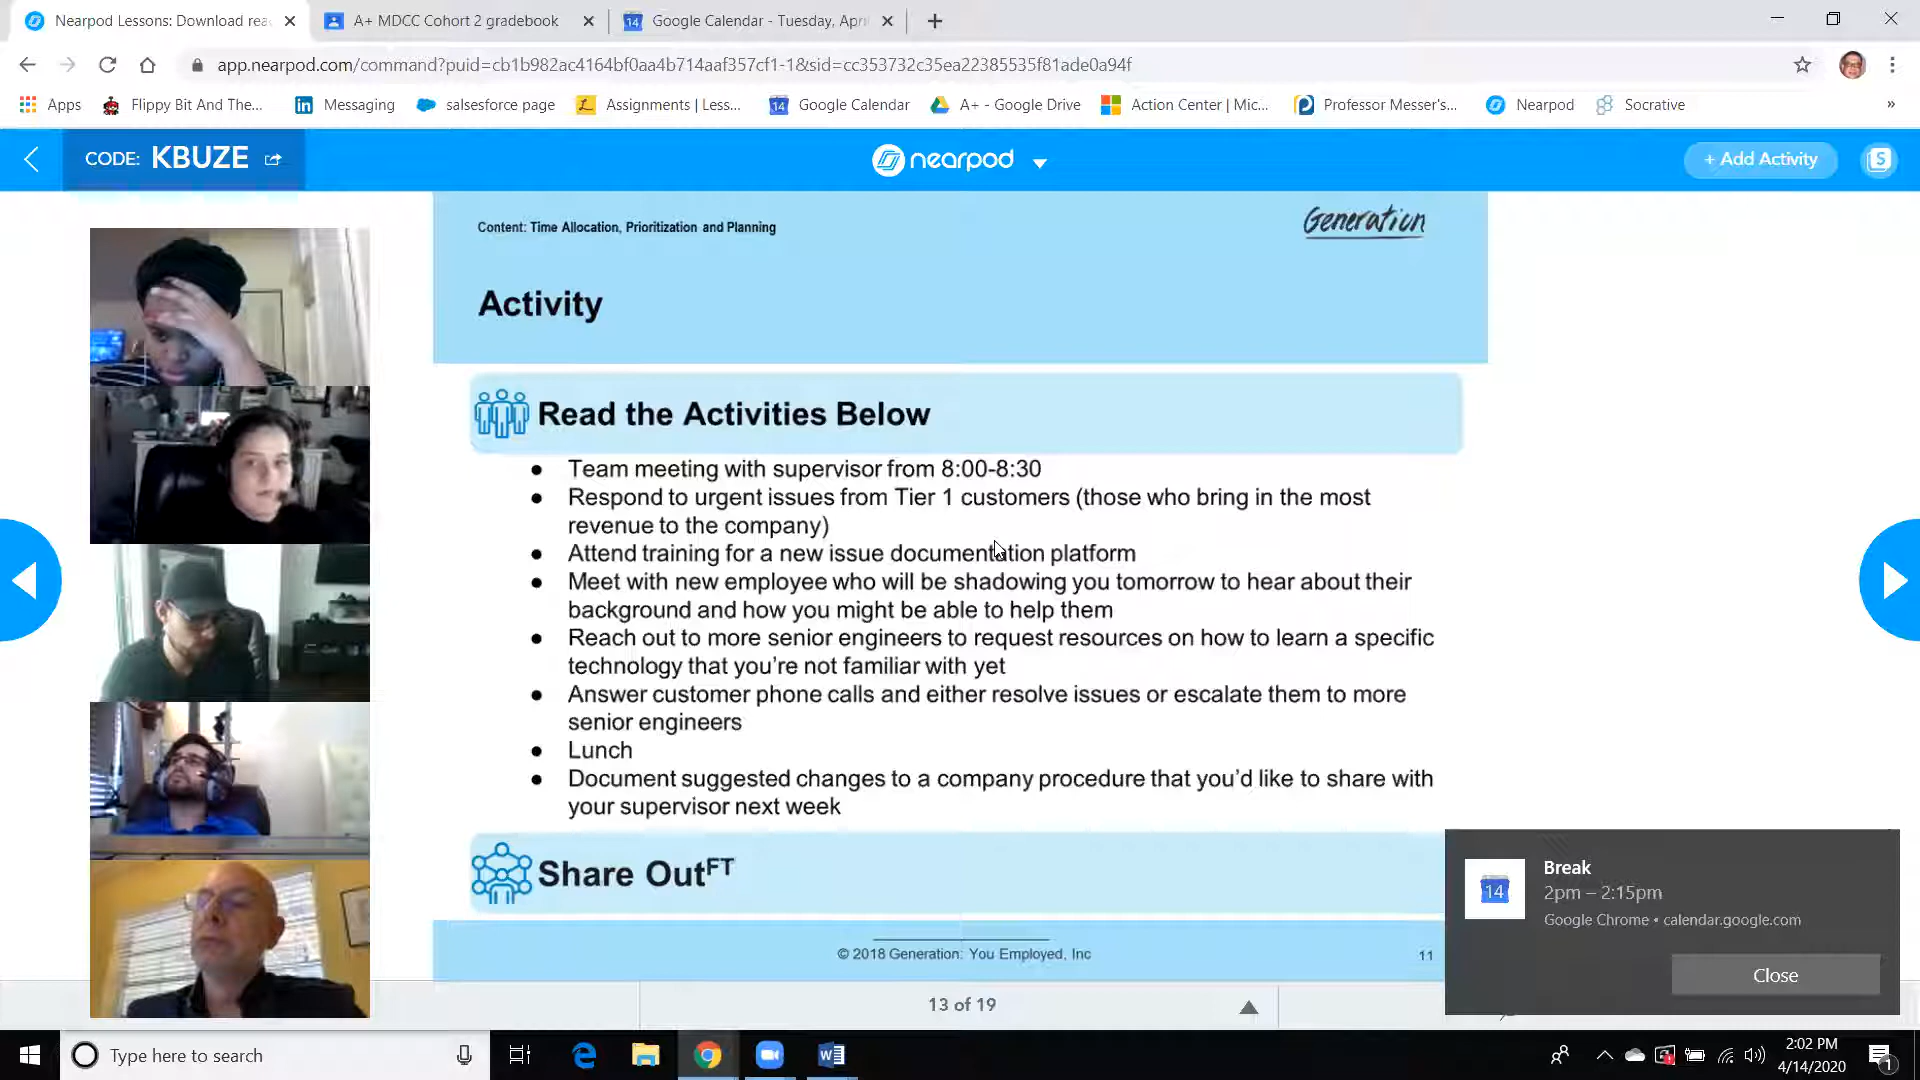 Nearpod Lessons: Download rea
A+ MDCC Cohort 2 gradebook
Google Calendar - Tuesday, Apri
app.nearpod.com/command?puid=cb1b982ac4164bf0aa4b714aaf357cf1-1&sid=cc353732c35ea22385535f81ade0a94f
Apps
Flippy Bit And The...
Messaging
salsesforce page
Assignments | Less...
Google Calendar
A+ - Google Drive
Action Center | Mic...
Professor Messer's...
Nearpod
Socrative
CODE: KBUZE
nearpod
+ Add Activity
S
Content: Time Allocation, Prioritization and Planning
Generation
Activity
Read the Activities Below
● Team meeting with supervisor from 8:00-8:30
● Respond to urgent issues from Tier 1 customers (those who bring in the most
revenue to the company)
● Attend training for a new issue documentation platform
● Meet with new employee who will be shadowing you tomorrow to hear about their
background and how you might be able to help them
● Reach out to more senior engineers to request resources on how to learn a specific
technology that you're not familiar with yet
● Answer customer phone calls and either resolve issues or escalate them to more
senior engineers
● Lunch
● Document suggested changes to a company procedure that you'd like to share with
your supervisor next week
Share OutFT
© 2018 Generation: You Employed, Inc
11
13 of 19
14
Break
2pm – 2:15pm
Google Chrome • calendar.google.com
Close
Type here to search
2:02 PM
4/14/2020
1